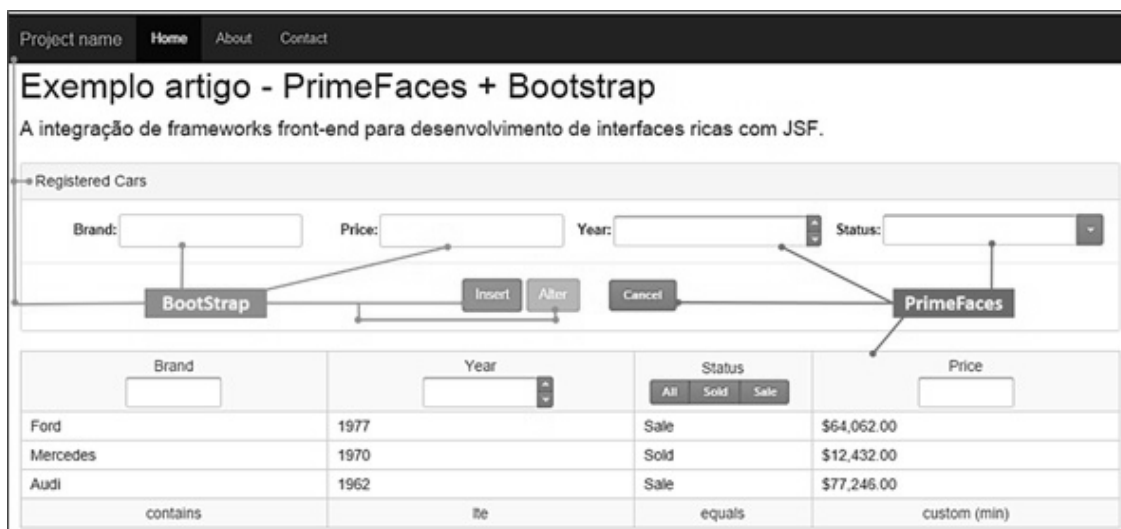 Project name Home About Contact
Exemplo artigo - PrimeFaces + Bootstrap
A integração de frameworks front-end para desenvolvimento de interfaces ricas com JSF.
Registered Cars
Brand: Price: Year: Status:
BootStrap Insert Alter Cancel PrimeFaces
Brand Year Status Price
All Sold Sale
Ford 1977 Sale $64,062.00
Mercedes 1970 Sold $12,432.00
Audi 1962 Sale $77,246.00
contains lte equals custom (min)